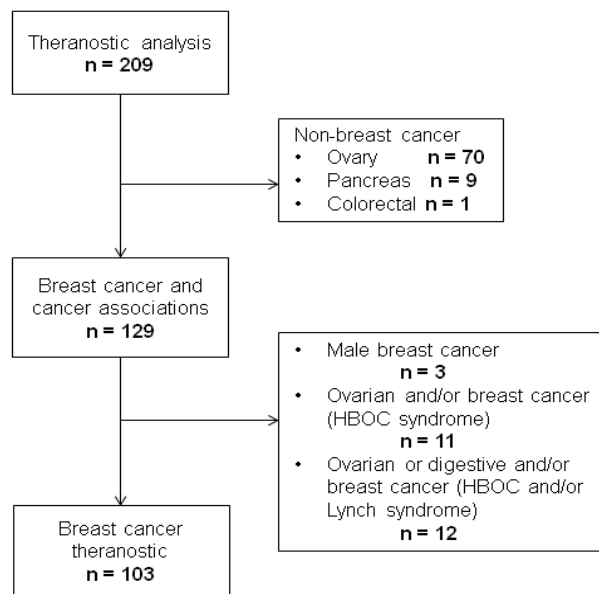 Theranostic analysis
n = 209
Non-breast cancer
• Ovary n = 70
• Pancreas n = 9
• Colorectal n = 1
Breast cancer and
cancer associations
n = 129
• Male breast cancer
n = 3
• Ovarian and/or breast cancer
(HBOC syndrome)
n = 11
• Ovarian or digestive and/or
breast cancer (HBOC and/or
Lynch syndrome)
n = 12
Breast cancer
theranostic
n = 103